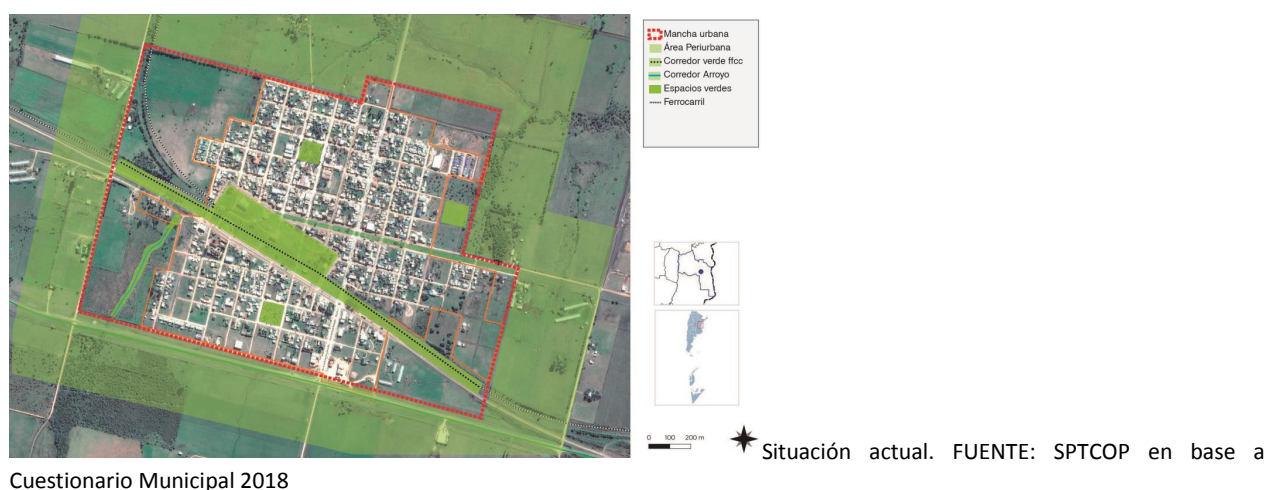 Mancha urbana
Área Periurbana
Corredor verde ffcc
Corredor Arroyo
Espacios verdes
Ferrocarril
0 100 200 m
Situación actual. FUENTE: SPTCOP en base a
Cuestionario Municipal 2018